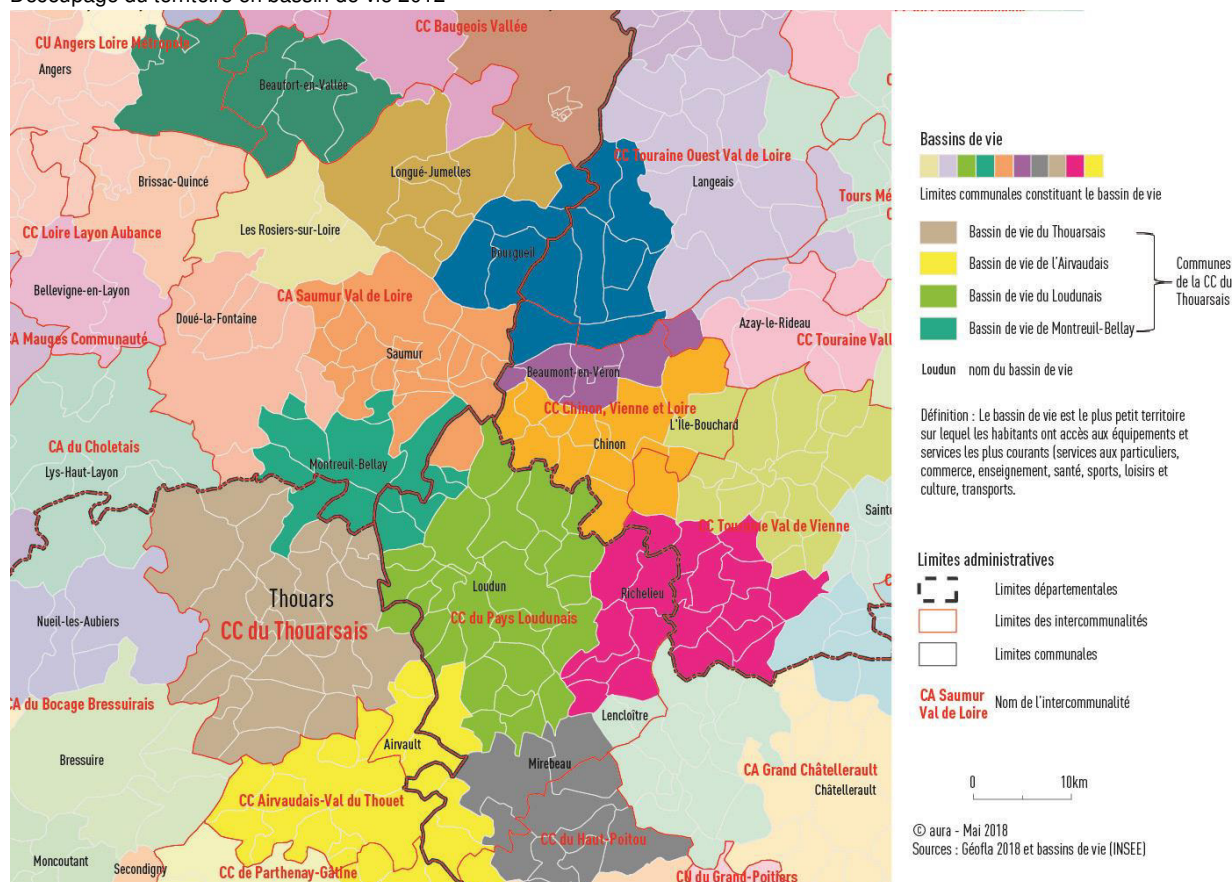 Découpage du territoire en bassin de vie 2012
CU Angers Loire Métropole
Angers
CC Baugeois Vallée
Beaufort-en-Vallée
CC Touraine Ouest Val de Loire
Longué-Jumelles
Langeais
Brissac-Quincé
Tours Mé
CC Loire Layon Aubance
Les Rosiers-sur-Loire
Bourgueil
Bellevigne-en-Layon
CA Saumur Val de Loire
Doué-la-Fontaine
Azay-le-Rideau
CA Mauges Communauté
CC Touraine Vall
Saumur
Beaumont-en-Véron
CC Chinon, Vienne et Loire
L'Île-Bouchard
CA du Choletais
Chinon
Lys-Haut-Layon
Montreuil-Bellay
CC Touraine Val de Vienne
Sainte
Thouars
Loudun
Richelieu
CC du Pays Loudunais
Nueil-les-Aubiers
CC du Thouarsais
CA du Bocage Bressuirais
Lencloître
Airvault
Bressuire
Mirebeau
CA Grand Châtellerault
Châtellerault
CC Airvaudais-Val du Thouet
CC du Haut-Poitou
Moncoutant
Secondigny
CC de Parthenay-Gâtine
CU du Grand-Poitiers
Bassins de vie
Limites communales constituant le bassin de vie
Bassin de vie du Thouarsais
Bassin de vie de l'Airvaudais
Bassin de vie du Loudunais
Bassin de vie de Montreuil-Bellay
Communes
de la CC du
Thouarsais
Loudun nom du bassin de vie
Définition : Le bassin de vie est le plus petit territoire
sur lequel les habitants ont accès aux équipements et
services les plus courants (services aux particuliers,
commerce, enseignement, santé, sports, loisirs et
culture, transports.
Limites administratives
Limites départementales
Limites des intercommunalités
Limites communales
CA Saumur
Val de Loire
Nom de l'intercommunalité
0 10km
© aura - Mai 2018
Sources : Géofla 2018 et bassins de vie (INSEE)